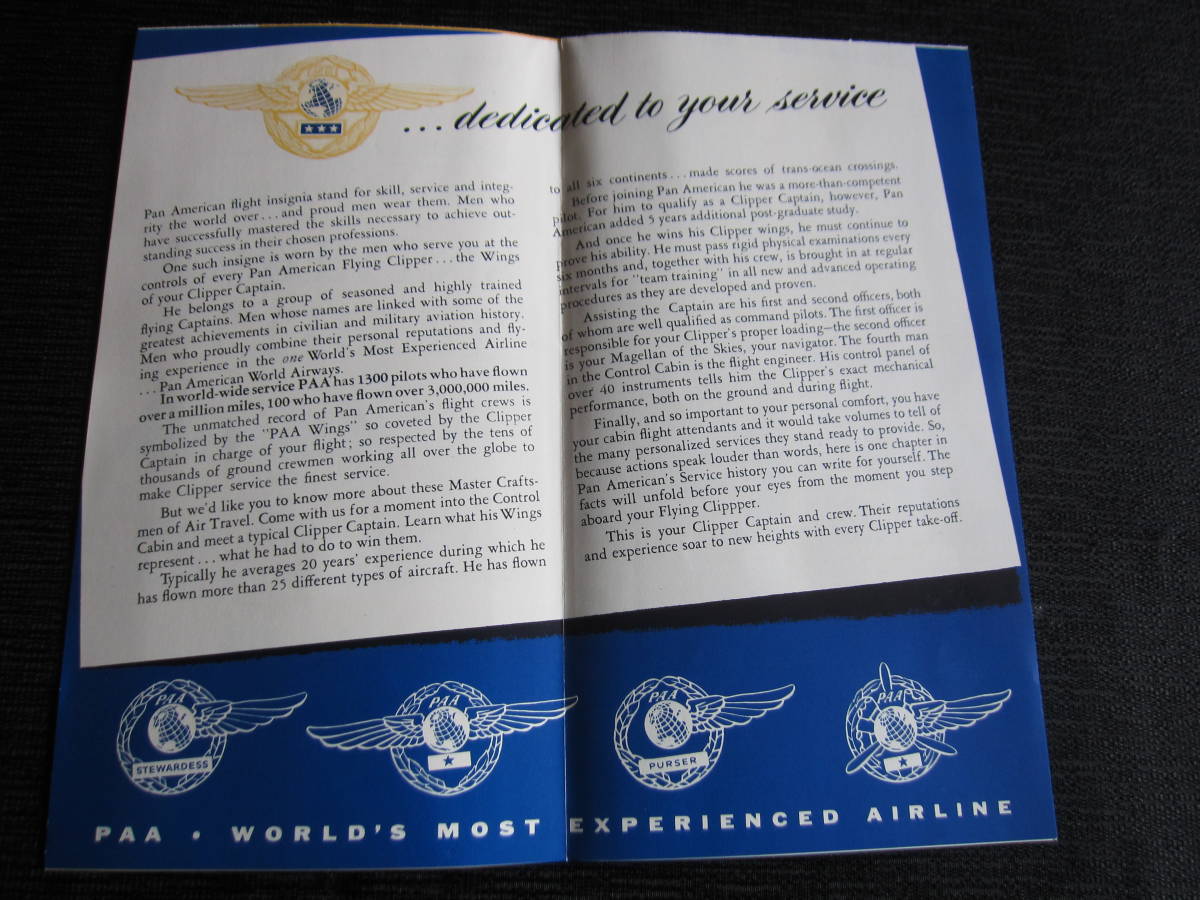 ... dedicated to your service
Pan American flight insignia stand for skill, service and integ-
rity the world over...and proud men wear them. Men who
have successfully mastered the skills necessary to achieve out-
standing success in their chosen professions.
One such insigne is worn by the men who serve you at the
controls of every Pan American Flying Clipper...the Wings
of your Clipper Captain.
He belongs to a group of seasoned and highly trained
flying Captains. Men whose names are linked with some of the
greatest achievements in civilian and military aviation history.
Men who proudly combine their personal reputations and fly-
ing experience in the one World's Most Experienced Airline
...Pan American World Airways.
In world-wide service PAA has 1300 pilots who have flown
over a million miles, 100 who have flown over 3,000,000 miles.
The unmatched record of Pan American's flight crews is
symbolized by the "PAA Wings" so coveted by the Clipper
Captain in charge of your flight; so respected by the tens of
thousands of ground crewmen working all over the globe to
make Clipper service the finest service.
But we'd like you to know more about these Master Crafts-
men of Air Travel. Come with us for a moment into the Control
Cabin and meet a typical Clipper Captain. Learn what his Wings
represent...what he had to do to win them.
Typically he averages 20 years' experience during which he
has flown more than 25 different types of aircraft. He has flown
to all six continents...made scores of trans-ocean crossings.
Before joining Pan American he was a more-than-competent
pilot. For him to qualify as a Clipper Captain, however, Pan
American added 5 years additional post-graduate study.
And once he wins his Clipper wings, he must continue to
prove his ability. He must pass rigid physical examinations every
six months and, together with his crew, is brought in at regular
intervals for "team training" in all new and advanced operating
procedures as they are developed and proven.
Assisting the Captain are his first and second officers, both
of whom are well qualified as command pilots. The first officer is
responsible for your Clipper's proper loading—the second officer
is your Magellan of the Skies, your navigator. The fourth man
in the Control Cabin is the flight engineer. His control panel of
over 40 instruments tells him the Clipper's exact mechanical
performance, both on the ground and during flight.
Finally, and so important to your personal comfort, you have
your cabin flight attendants and it would take volumes to tell of
the many personalized services they stand ready to provide. So,
because actions speak louder than words, here is one chapter in
Pan American's Service history you can write for yourself. The
facts will unfold before your eyes from the moment you step
aboard your Flying Clippper.
This is your Clipper Captain and crew. Their reputations
and experience soar to new heights with every Clipper take-off.
PAA
STEWARDESS
PAA
PAA
PURSER
PAA
PAA • WORLD'S MOST EXPERIENCED AIRLINE